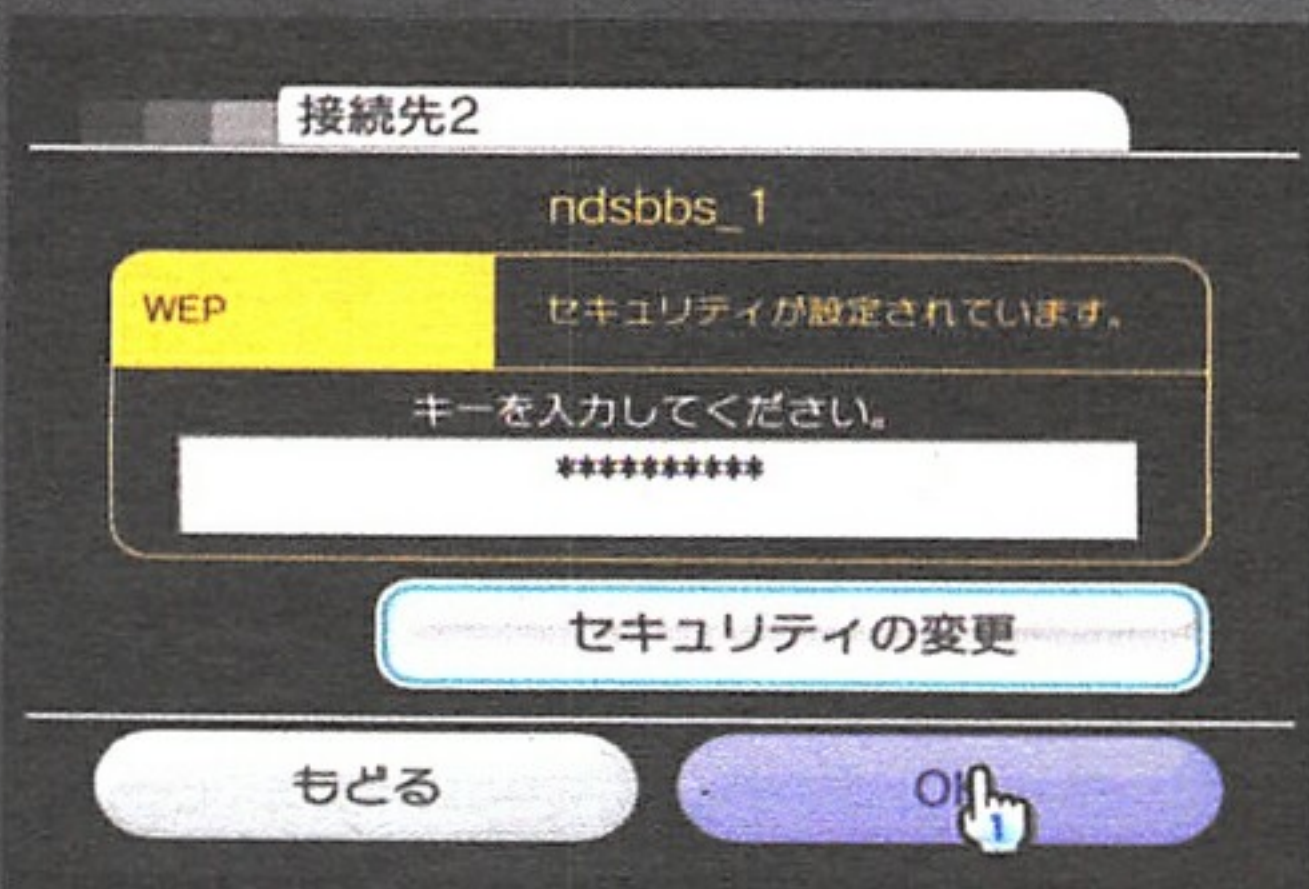 接続先2
ndsbbs_1
WEP
セキュリティが設定されています。
キーを入力してください。
**********
セキュリティの変更
もどる
OK
1